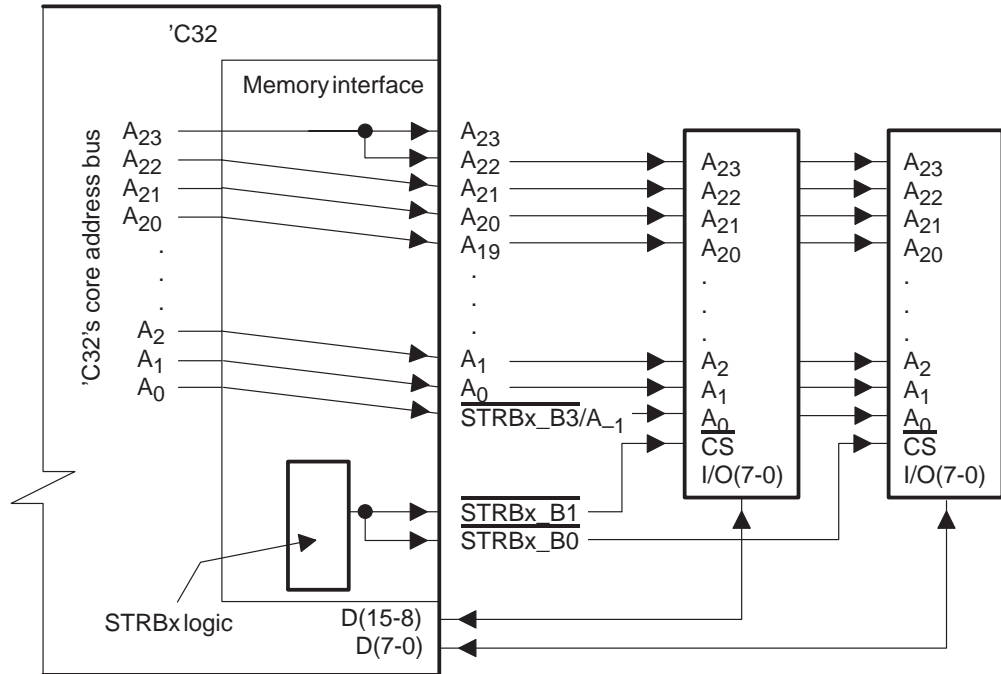 'C32
Memory interface
'C32's core address bus
A23
A22
A21
A20
.
.
.
A2
A1
A0
A23
A22
A21
A20
A19
.
.
.
A1
A0
STRBx_B3/A_1
STRBx_B1
STRBx_B0
A23
A22
A21
A20
.
.
.
A2
A1
A0
CS
I/O(7-0)
A23
A22
A21
A20
.
.
.
A2
A1
A0
CS
I/O(7-0)
STRBx logic
D(15-8)
D(7-0)